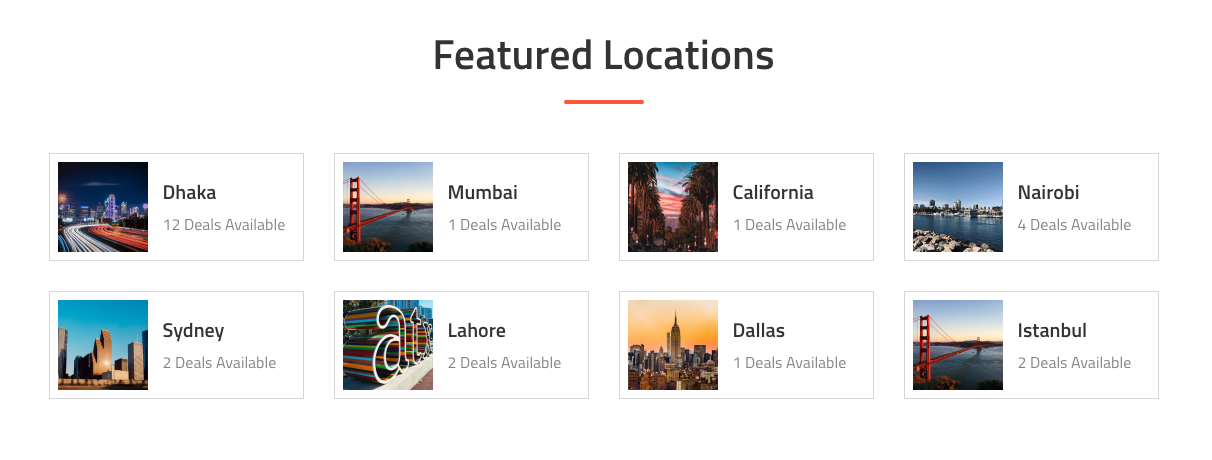 Featured Locations
Dhaka
12 Deals Available
Mumbai
1 Deals Available
California
1 Deals Available
Nairobi
4 Deals Available
Sydney
2 Deals Available
at
Lahore
2 Deals Available
Dallas
1 Deals Available
Istanbul
2 Deals Available